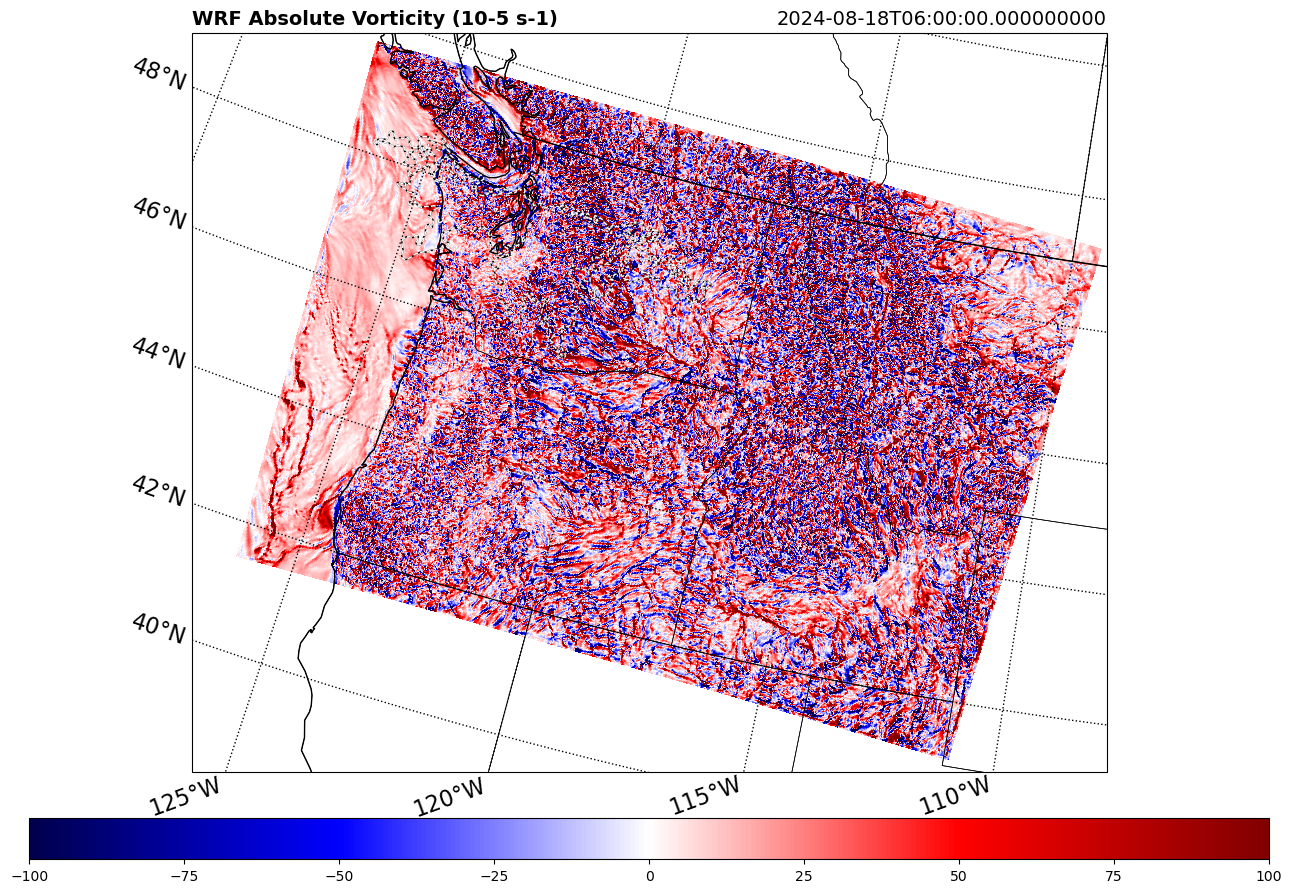 WRF Absolute Vorticity (10-5 s-1)
2024-08-18T06:00:00.000000000
48°N
46°N
44°N
42°N
40°N
125°W
120°W
115°W
110°W
−100
−75
−50
−25
0
25
50
75
100